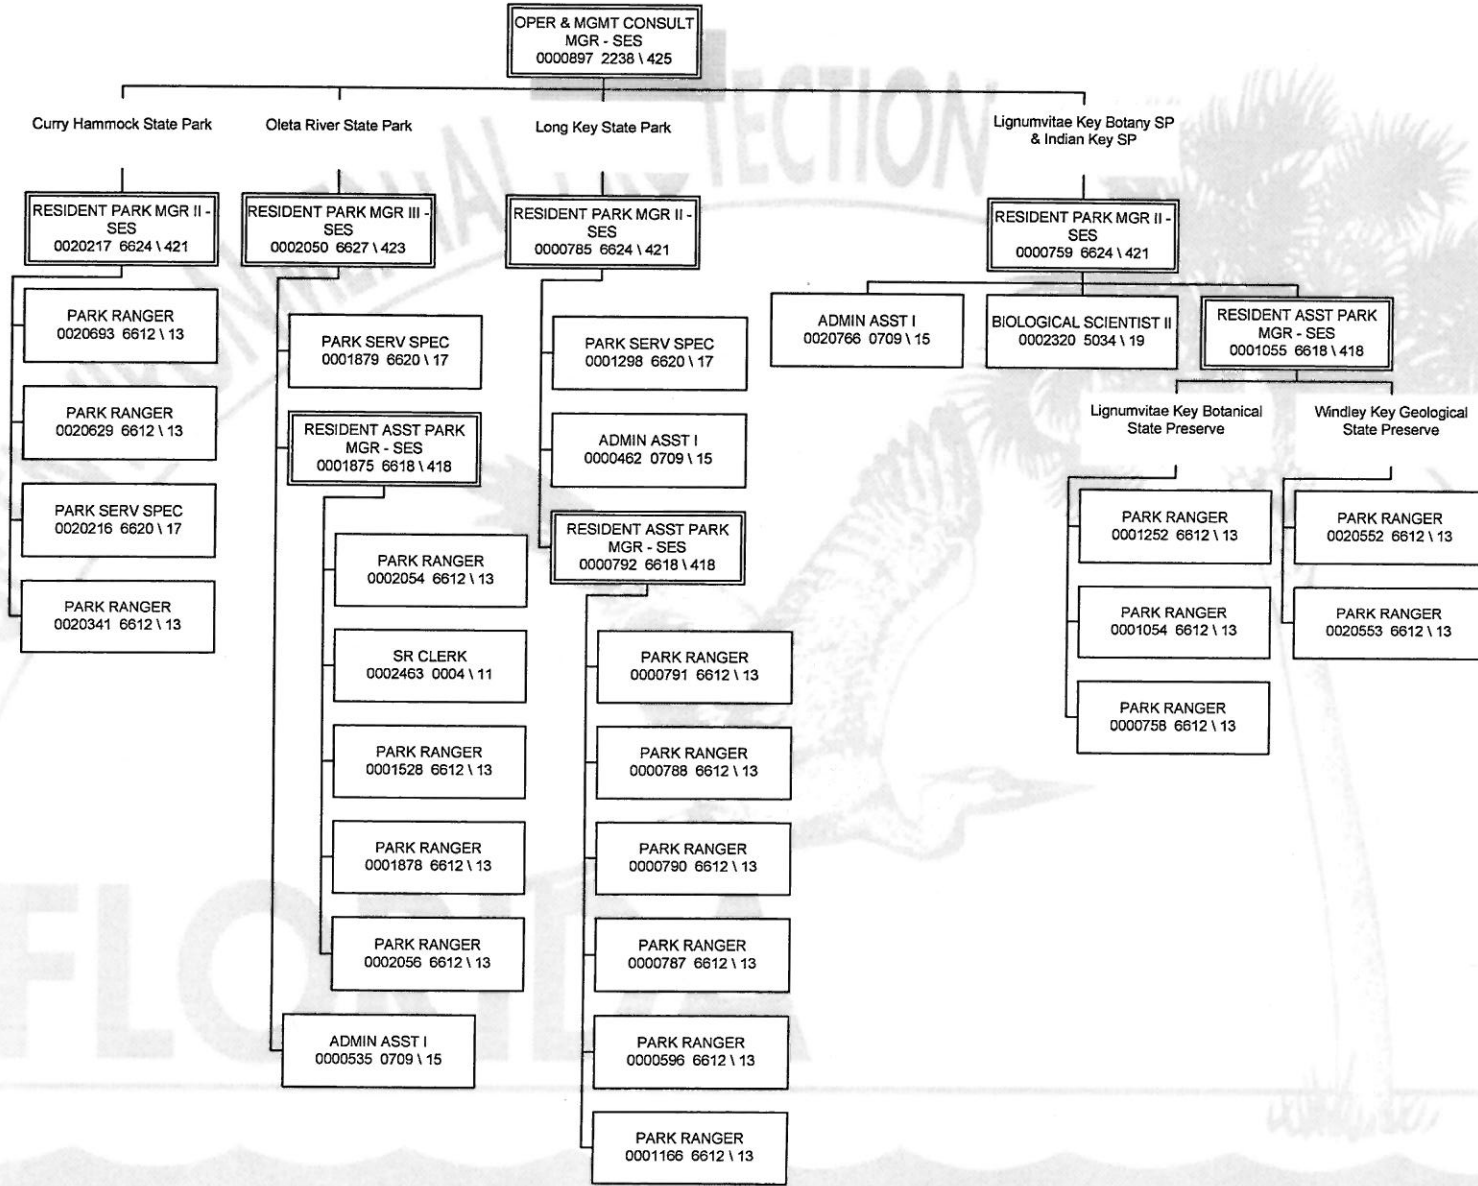 OPER & MGMT CONSULT
MGR - SES
0000897 2238 \ 425
Curry Hammock State Park
Oleta River State Park
Long Key State Park
Lignumvitae Key Botany SP
& Indian Key SP
RESIDENT PARK MGR II -
SES
0020217 6624 \ 421
RESIDENT PARK MGR III -
SES
0002050 6627 \ 423
RESIDENT PARK MGR II -
SES
0000785 6624 \ 421
RESIDENT PARK MGR II -
SES
0000759 6624 \ 421
PARK RANGER
0020693 6612 \ 13
PARK RANGER
0020629 6612 \ 13
PARK SERV SPEC
0020216 6620 \ 17
PARK RANGER
0020341 6612 \ 13
PARK SERV SPEC
0001879 6620 \ 17
RESIDENT ASST PARK
MGR - SES
0001875 6618 \ 418
PARK RANGER
0002054 6612 \ 13
SR CLERK
0002463 0004 \ 11
PARK RANGER
0001528 6612 \ 13
PARK RANGER
0001878 6612 \ 13
PARK RANGER
0002056 6612 \ 13
ADMIN ASST I
0000535 0709 \ 15
PARK SERV SPEC
0001298 6620 \ 17
ADMIN ASST I
0000462 0709 \ 15
RESIDENT ASST PARK
MGR - SES
0000792 6618 \ 418
PARK RANGER
0000791 6612 \ 13
PARK RANGER
0000788 6612 \ 13
PARK RANGER
0000790 6612 \ 13
PARK RANGER
0000787 6612 \ 13
PARK RANGER
0000596 6612 \ 13
PARK RANGER
0001166 6612 \ 13
ADMIN ASST I
0020766 0709 \ 15
BIOLOGICAL SCIENTIST II
0002320 5034 \ 19
RESIDENT ASST PARK
MGR - SES
0001055 6618 \ 418
Lignumvitae Key Botanical
State Preserve
Windley Key Geological
State Preserve
PARK RANGER
0001252 6612 \ 13
PARK RANGER
0001054 6612 \ 13
PARK RANGER
0000758 6612 \ 13
PARK RANGER
0020552 6612 \ 13
PARK RANGER
0020553 6612 \ 13
FLORIDA